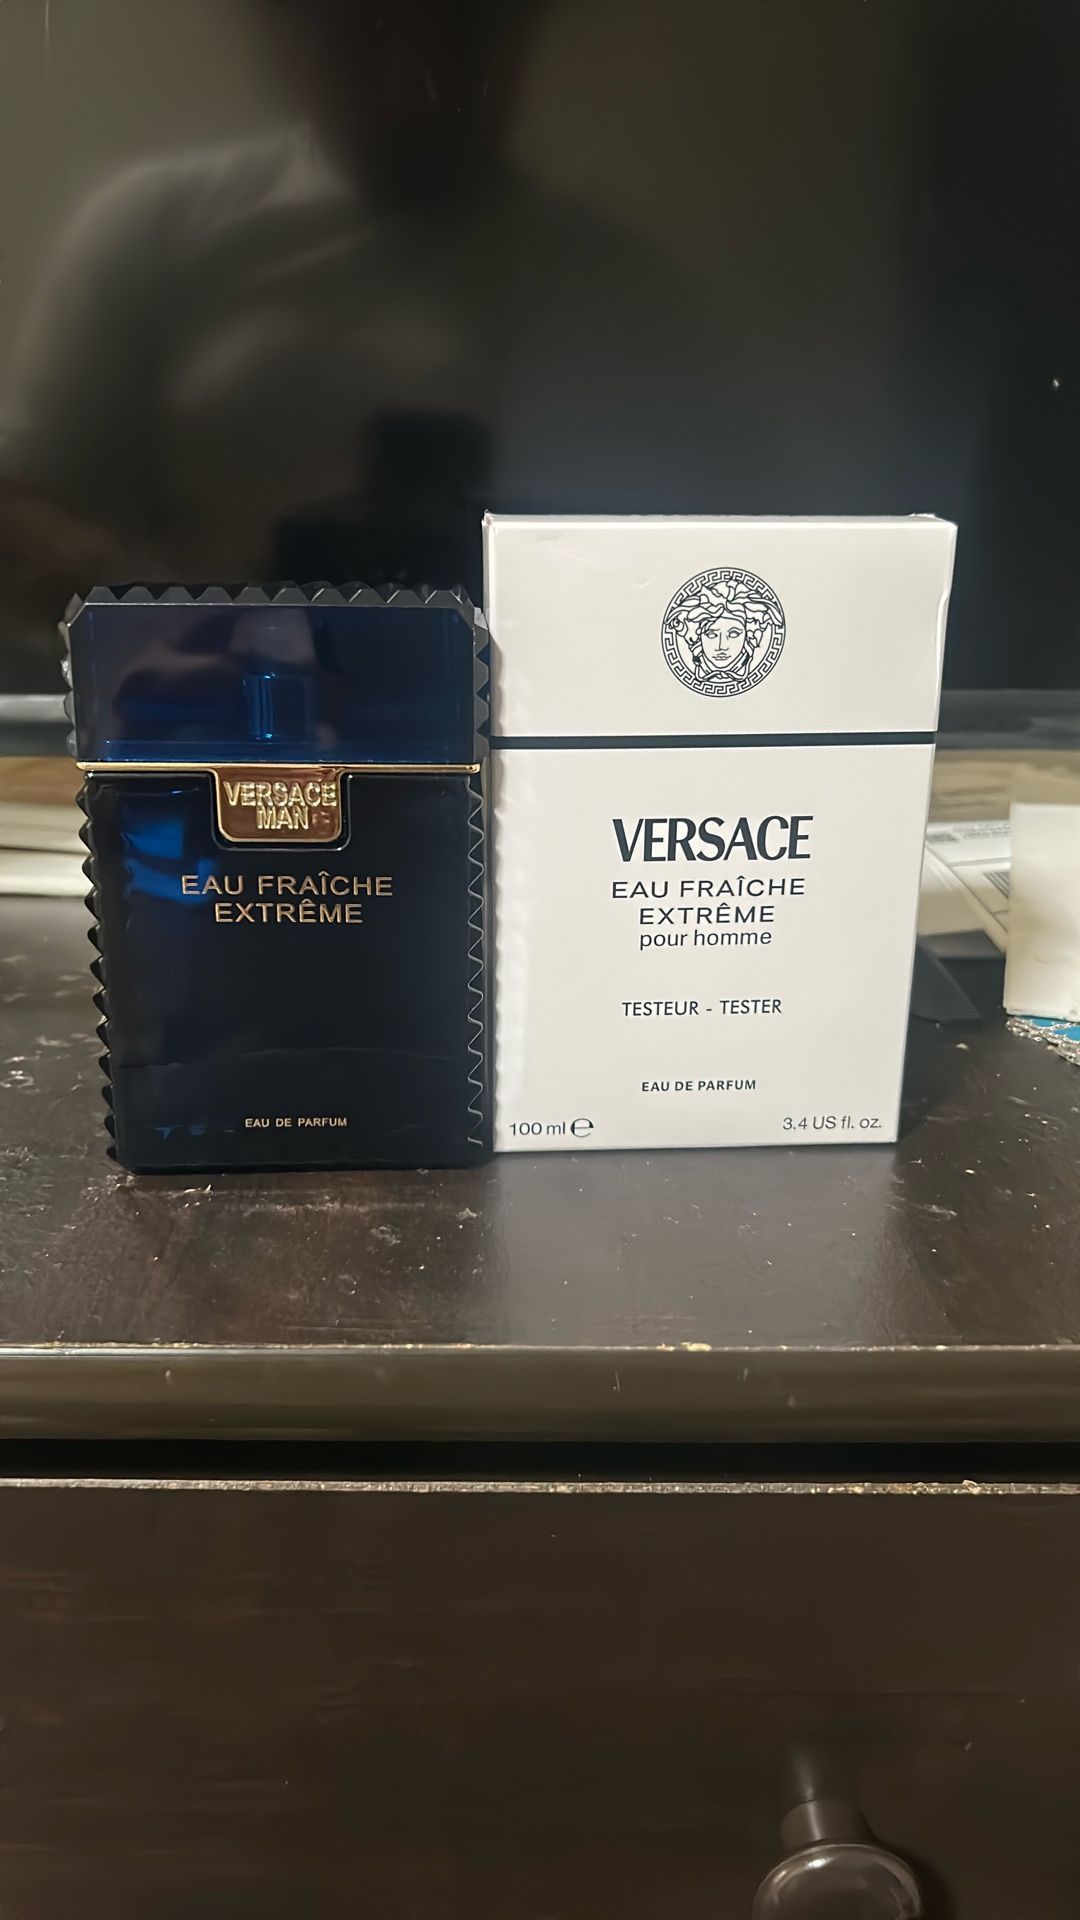 VERSACE
MAN
EAU FRAÎCHE
EXTRÊME
EAU DE PARFUM
VERSACE
EAU FRAÎCHE
EXTRÊME
pour homme
TESTEUR - TESTER
EAU DE PARFUM
100 ml ℮
3.4 US fl. oz.